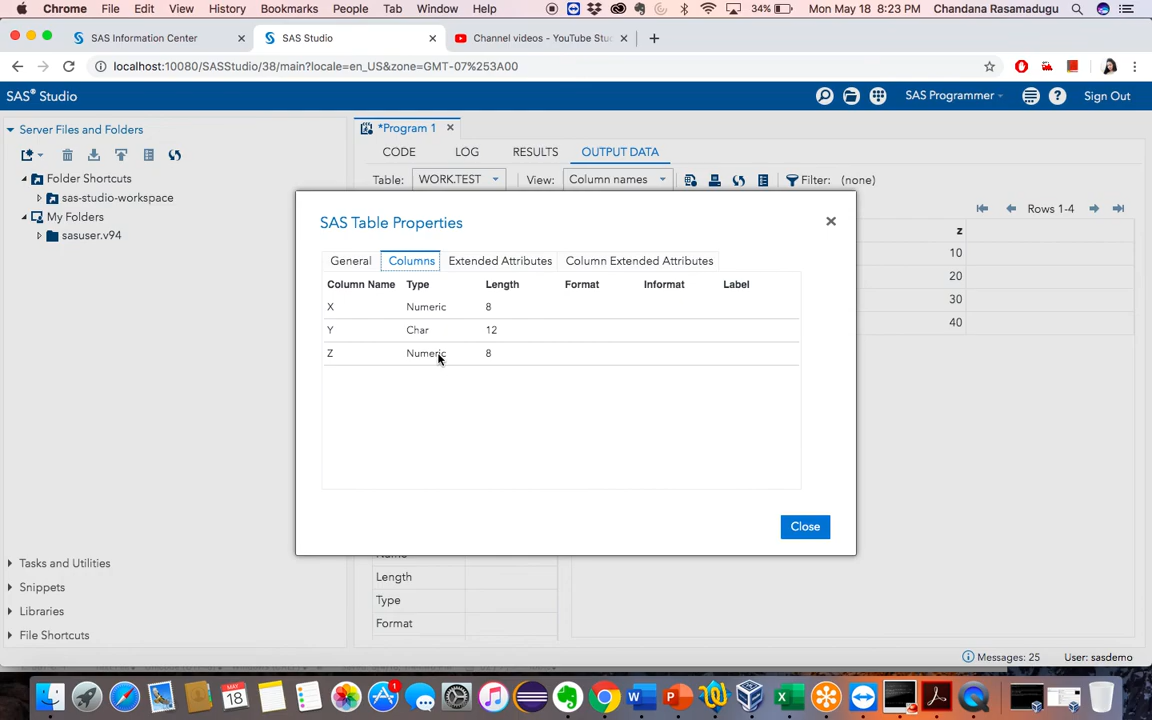 Chrome File Edit View History Bookmarks People Tab Window Help 34% Mon May 18 8:23 PM Chandana Rasamadugu
SAS Information Center
SAS Studio
Channel videos - YouTube Stu
localhost:10080/SASStudio/38/main?locale=en_US&zone=GMT-07%253A00
SAS® Studio
SAS Programmer
Sign Out
Server Files and Folders
Folder Shortcuts
sas-studio-workspace
My Folders
sasuser.v94
Tasks and Utilities
Snippets
Libraries
File Shortcuts
*Program 1
CODE LOG RESULTS OUTPUT DATA
Table: WORK.TEST View: Column names Filter: (none)
Rows 1-4
z
10
20
30
40
SAS Table Properties
General Columns Extended Attributes Column Extended Attributes
Column Name Type Length Format Informat Label
X Numeric 8
Y Char 12
Z Numeric 8
Close
Name
Length
Type
Format
Messages: 25 User: sasdemo
MAY
18
1